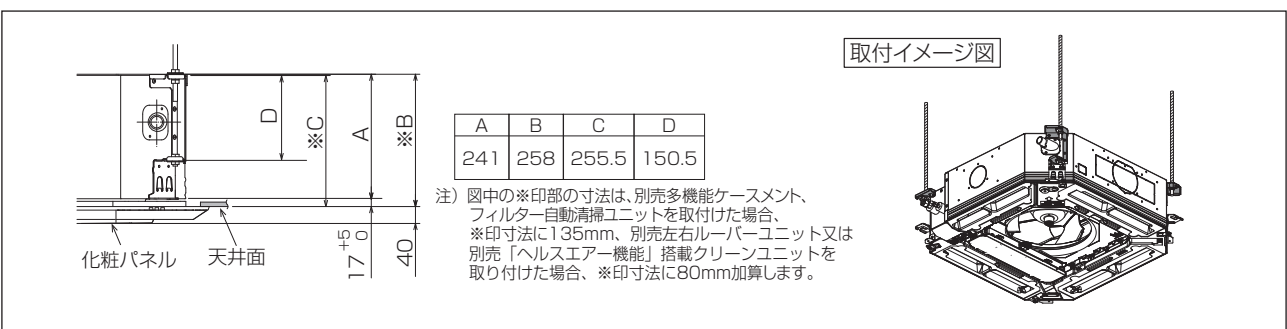 取付イメージ図
D
※C
A
※B
化粧パネル
天井面
17 +5 0
40
A B C D
241 258 255.5 150.5
注）図中の※印部の寸法は、別売多機能ケースメント、
フィルター自動清掃ユニットを取付けた場合、
※印寸法に135mm、別売左右ルーバーユニット又は
別売「ヘルスエアー機能」搭載クリーンユニットを
取り付けた場合、※印寸法に80mm加算します。